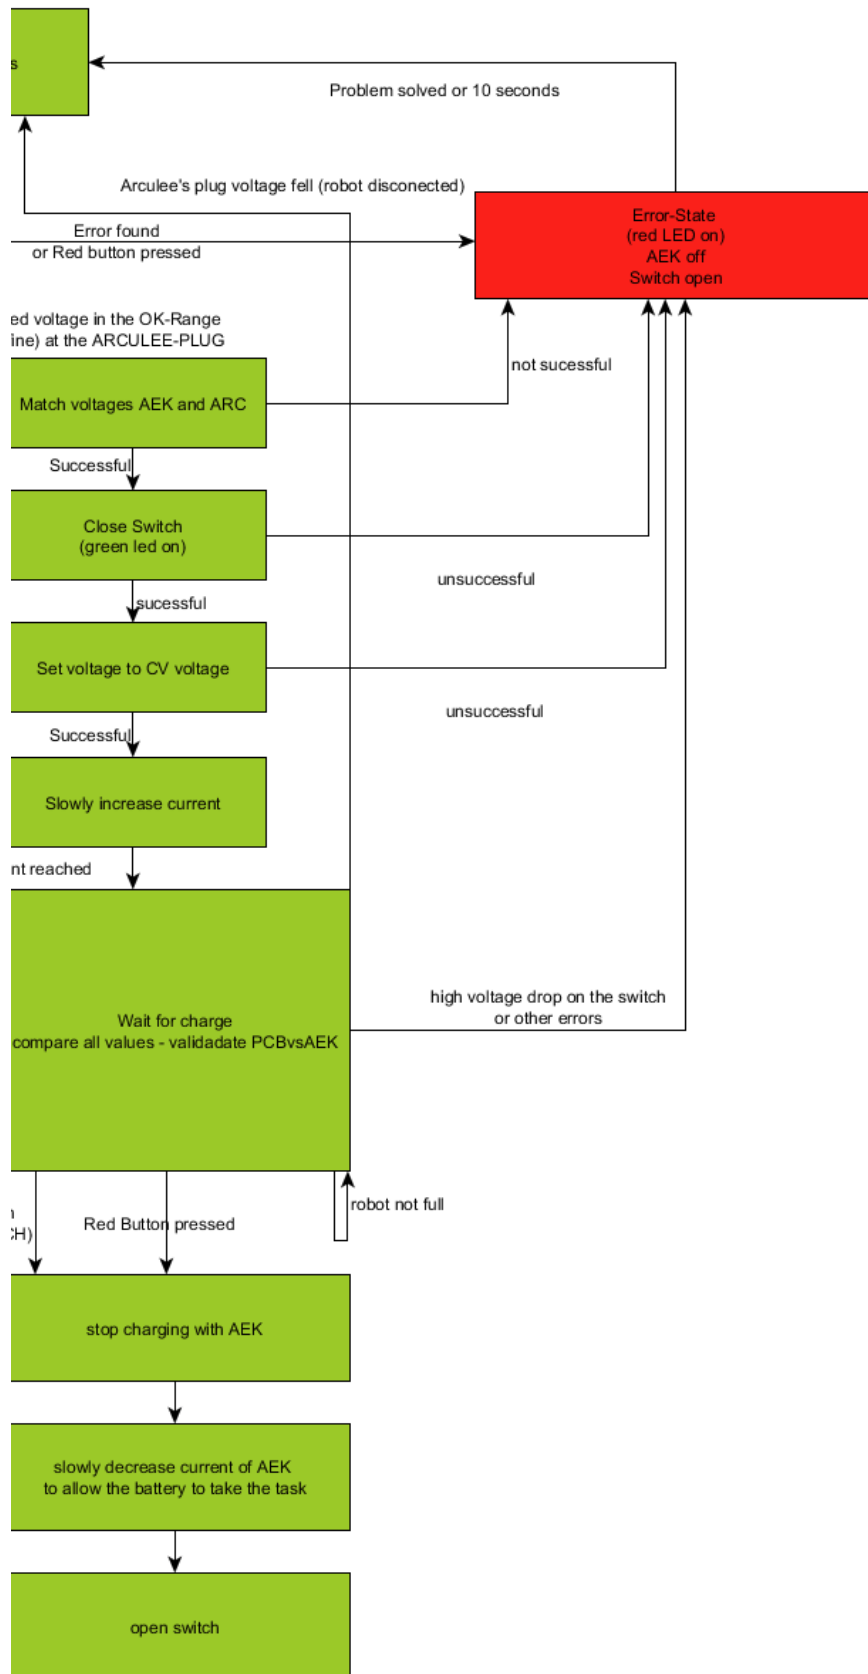 s
Problem solved or 10 seconds
Arculee's plug voltage fell (robot disconected)
Error-State
(red LED on)
AEK off
Switch open
Error found
or Red button pressed
ed voltage in the OK-Range
ine) at the ARCULEE-PLUG
not sucessful
Match voltages AEK and ARC
Successful
Close Switch
(green led on)
unsuccessful
sucessful
Set voltage to CV voltage
unsuccessful
Successful
Slowly increase current
nt reached
high voltage drop on the switch
or other errors
Wait for charge
compare all values - validadate PCBvsAEK
robot not full
Red Button pressed
CH)
stop charging with AEK
slowly decrease current of AEK
to allow the battery to take the task
open switch